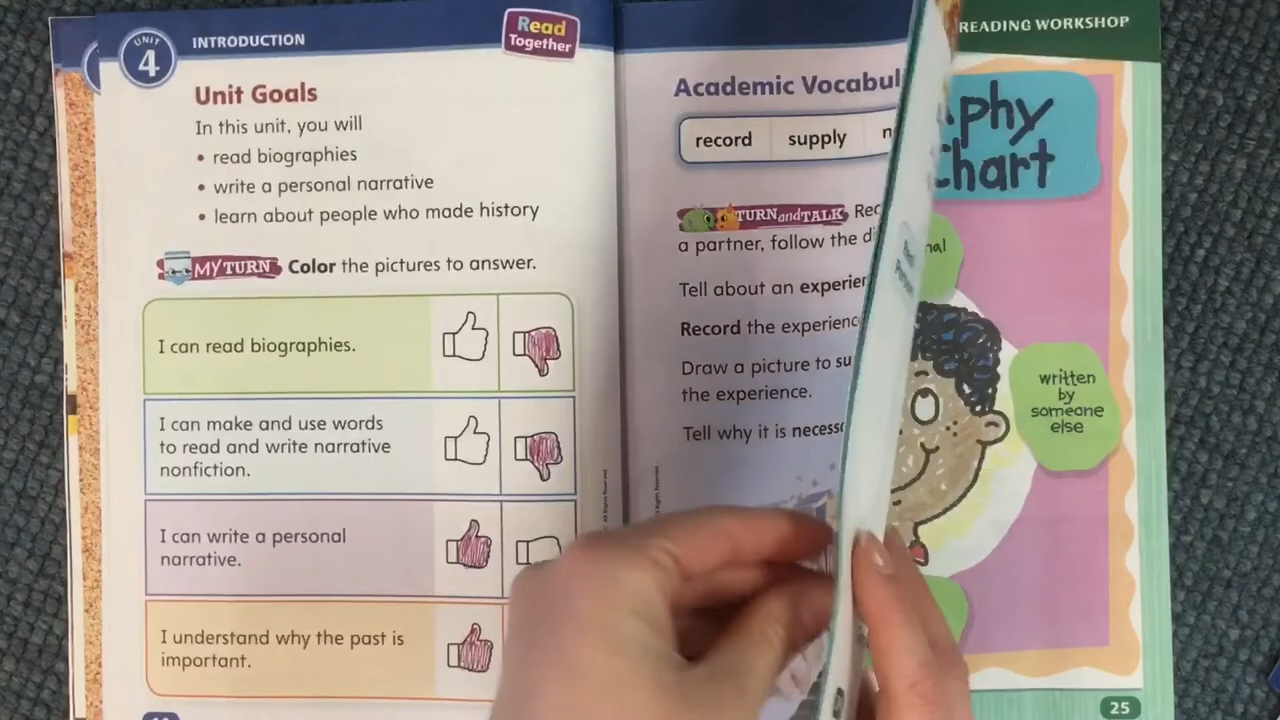 UNIT
4
INTRODUCTION
Read
Together
Unit Goals
In this unit, you will
• read biographies
• write a personal narrative
• learn about people who made history
MY TURN Color the pictures to answer.
I can read biographies.
I can make and use words
to read and write narrative
nonfiction.
I can write a personal
narrative.
I understand why the past is
important.
Academic Vocabul
record supply
TURN and TALK
a partner, follow the
Tell about an experie
Record the experienc
Draw a picture to su
the experience.
Tell why it is necess
READING WORKSHOP
phy
Chart
written
by
someone
else
25